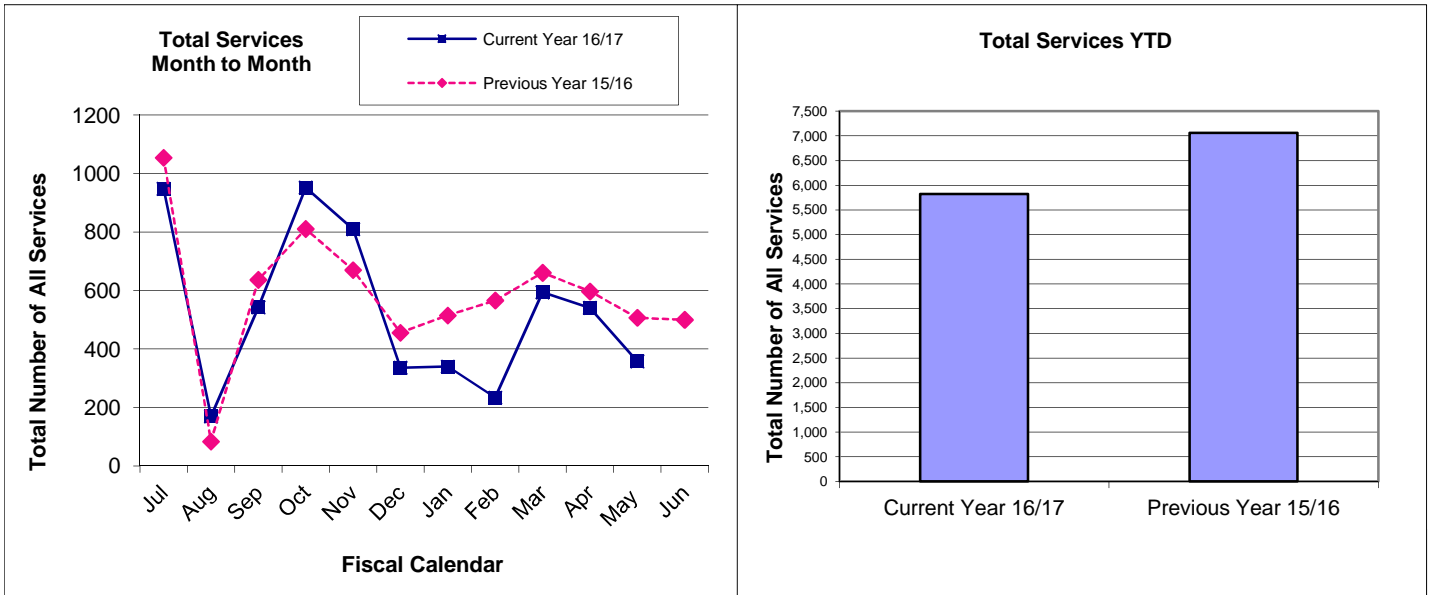 Total Services
Month to Month
Current Year 16/17
Previous Year 15/16
Total Number of All Services
1200
1000
800
600
400
200
0
Jul
Aug
Sep
Oct
Nov
Dec
Jan
Feb
Mar
Apr
May
Jun
Fiscal Calendar
Total Services YTD
Total Number of All Services
7,500
7,000
6,500
6,000
5,500
5,000
4,500
4,000
3,500
3,000
2,500
2,000
1,500
1,000
500
0
Current Year 16/17
Previous Year 15/16